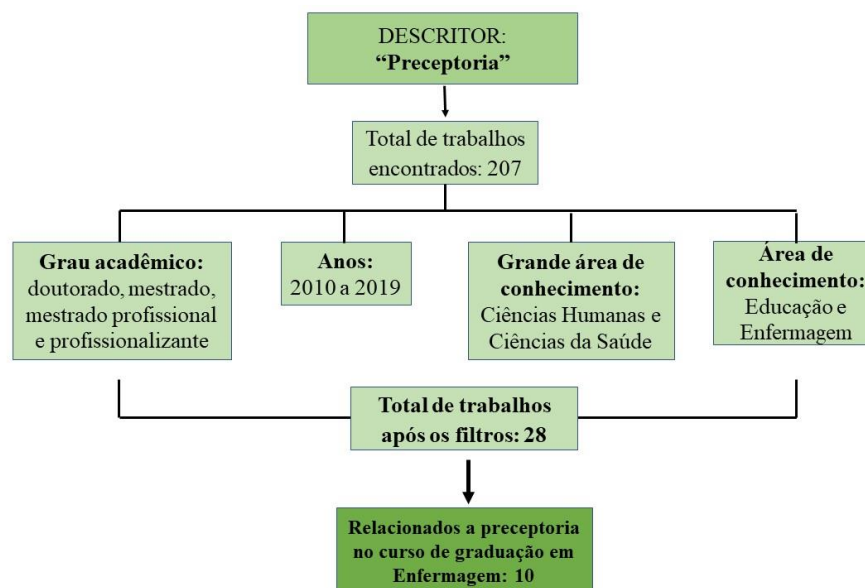 DESCRITOR:
“Preceptoria”
Total de trabalhos
encontrados: 207
Grau acadêmico:
doutorado, mestrado,
mestrado profissional
e profissionalizante
Anos:
2010 a 2019
Grande área de
conhecimento:
Ciências Humanas e
Ciências da Saúde
Área de
conhecimento:
Educação e
Enfermagem
Total de trabalhos
após os filtros: 28
Relacionados a preceptoria
no curso de graduação em
Enfermagem: 10